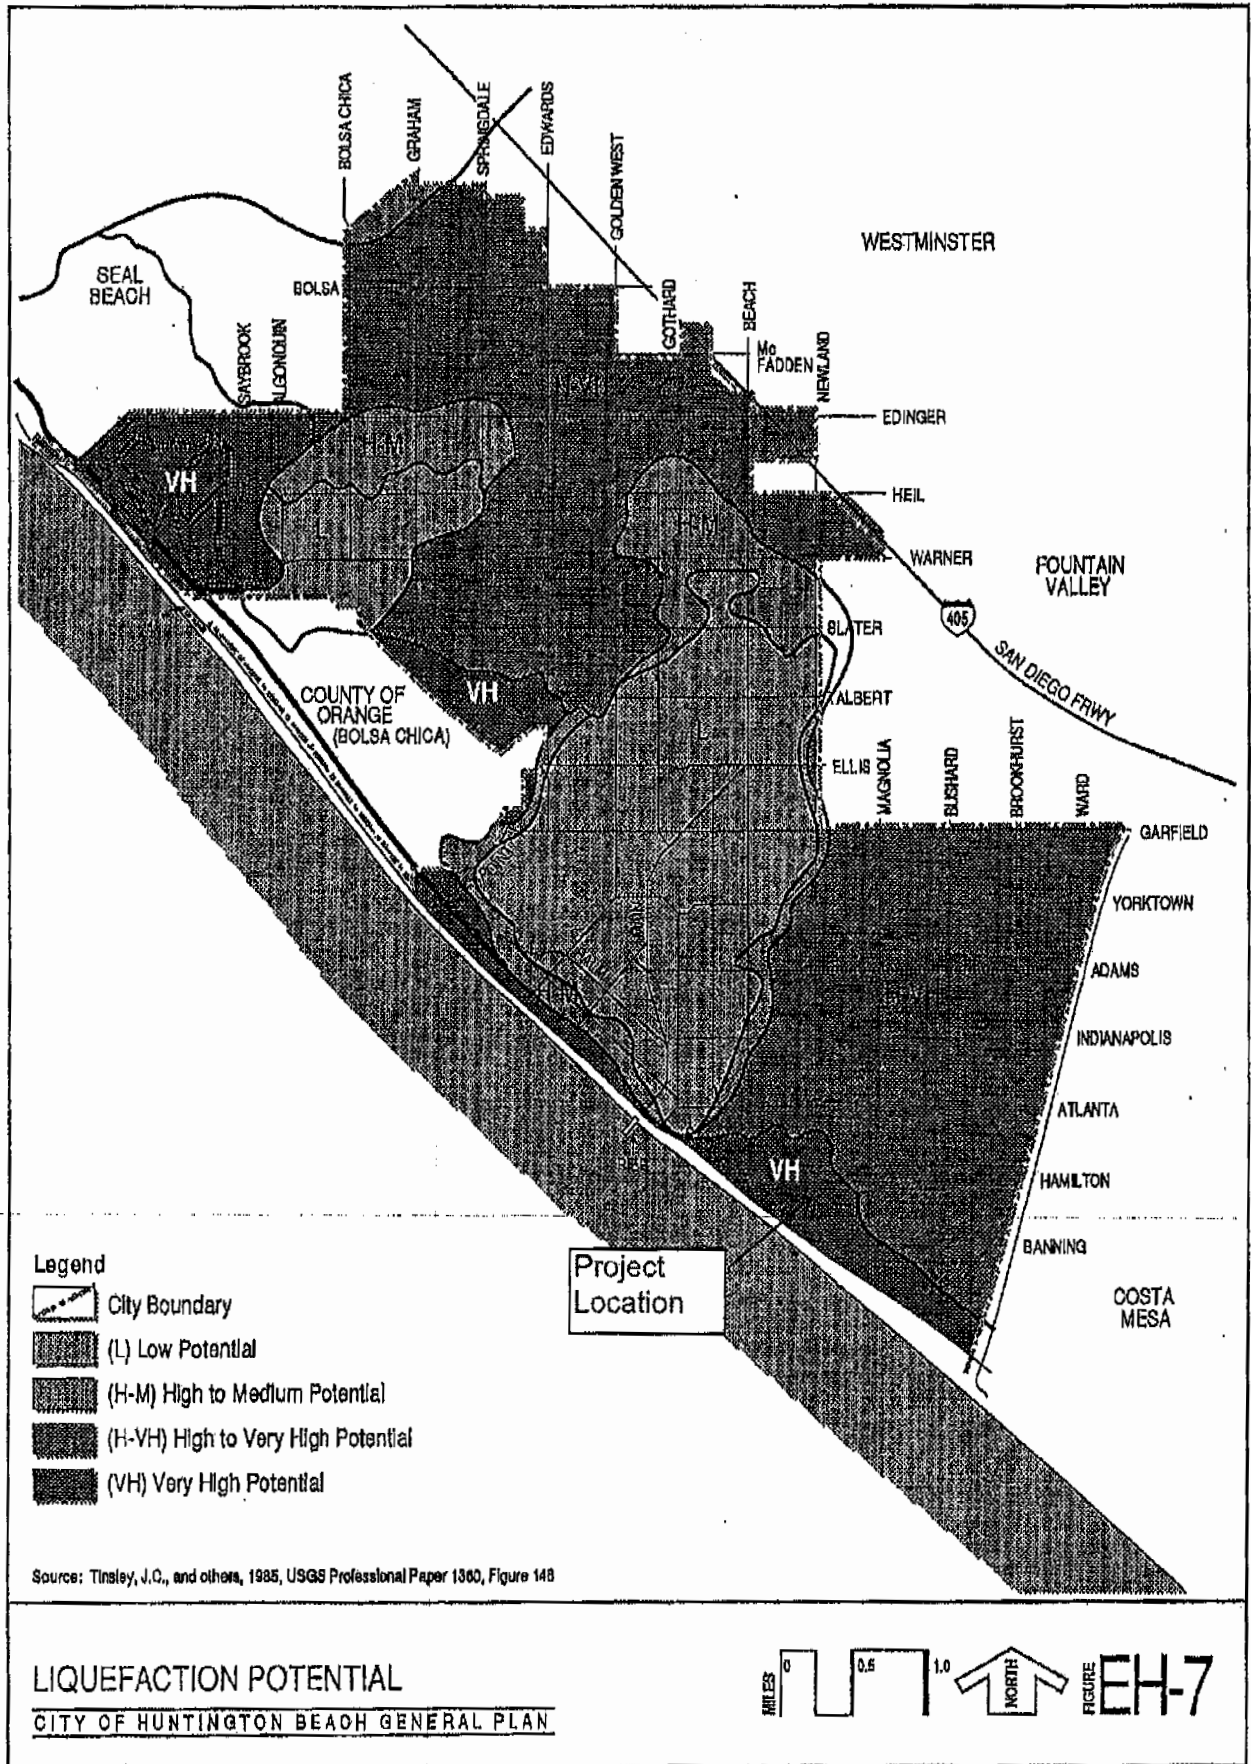 BOLSA CHICA
GRAHAM
SPRINGDALE
EDWARDS
GOLDEN WEST
WESTMINSTER
SEAL
BEACH
BOLSA
GOTHARD
BEACH
Mc
FADDEN
NEWLAND
SAYBROOK
ALGONQUIN
EDINGER
H-M
VH
HEIL
L
H-M
WARNER
FOUNTAIN
VALLEY
405
SLATER
SAN DIEGO FRWY
VH
COUNTY OF
ORANGE
(BOLSA CHICA)
TALBERT
L
ELLIS
MAGNOLIA
BUSHARD
BROOKHURST
WARD
GARFIELD
YORKTOWN
ADAMS
INDIANAPOLIS
ATLANTA
VH
HAMILTON
BANNING
Project
Location
COSTA
MESA
Legend
City Boundary
(L) Low Potential
(H-M) High to Medium Potential
(H-VH) High to Very High Potential
(VH) Very High Potential
Source: Tinsley, J.C., and others, 1985, USGS Professional Paper 1360, Figure 148
LIQUEFACTION POTENTIAL
CITY OF HUNTINGTON BEACH GENERAL PLAN
MILES
0
0.5
1.0
NORTH
FIGURE
EH-7